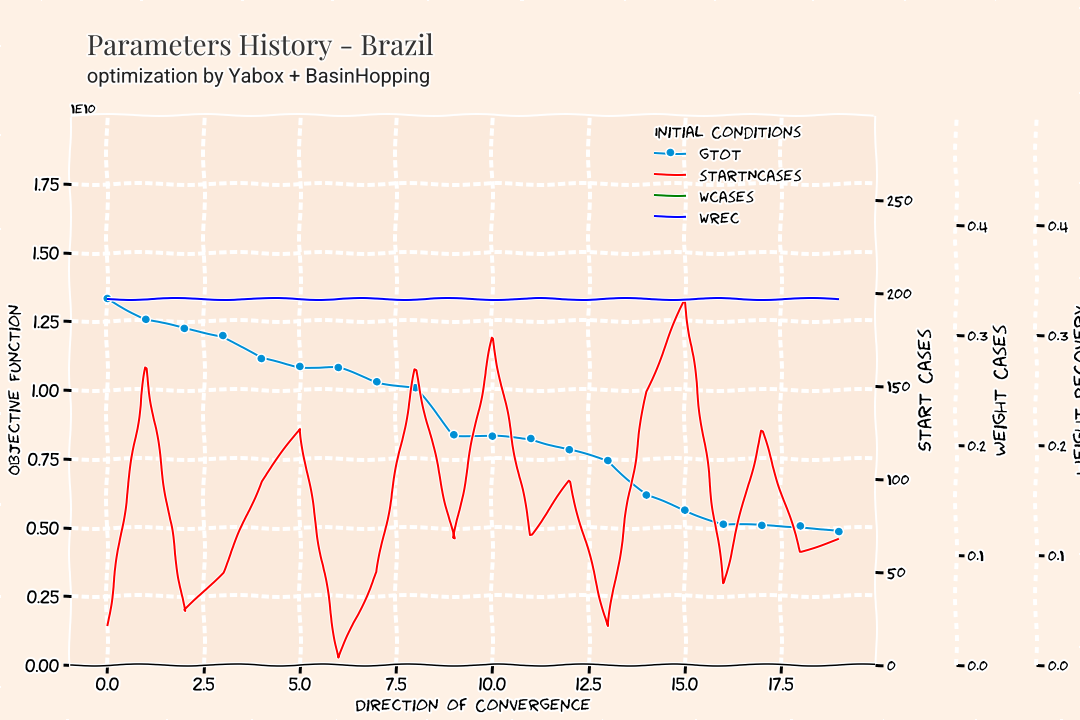 Parameters History - Brazil
optimization by Yabox + BasinHopping
1E10
INITIAL CONDITIONS
GTOT
STARTNCASES
WCASES
WREC
OBJECTIVE FUNCTION
1.75
1.50
1.25
1.00
0.75
0.50
0.25
0.00
0.0 2.5 5.0 7.5 10.0 12.5 15.0 17.5
DIRECTION OF CONVERGENCE
250
200
150
100
50
0
START CASES
0.4
0.3
0.2
0.1
0.0
WEIGHT CASES
0.4
0.3
0.2
0.1
0.0
WEIGHT RECOVERY